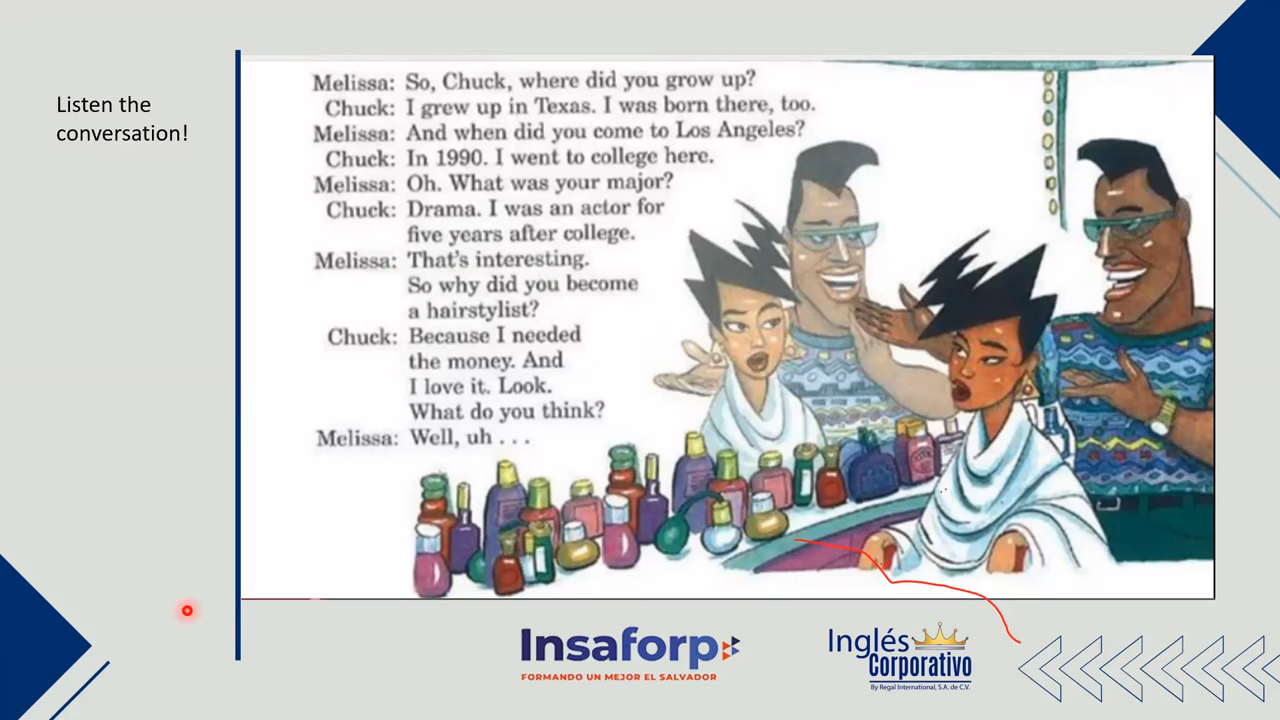 Listen the
conversation!
Melissa: So, Chuck, where did you grow up?
Chuck: I grew up in Texas. I was born there, too.
Melissa: And when did you come to Los Angeles?
Chuck: In 1990. I went to college here.
Melissa: Oh. What was your major?
Chuck: Drama. I was an actor for
five years after college.
Melissa: That's interesting.
So why did you become
a hairstylist?
Chuck: Because I needed
the money. And
I love it. Look.
What do you think?
Melissa: Well, uh . . .
Insaforp
FORMANDO UN MEJOR EL SALVADOR
Inglés
Corporativo
By Regal International, S.A. de C.V.